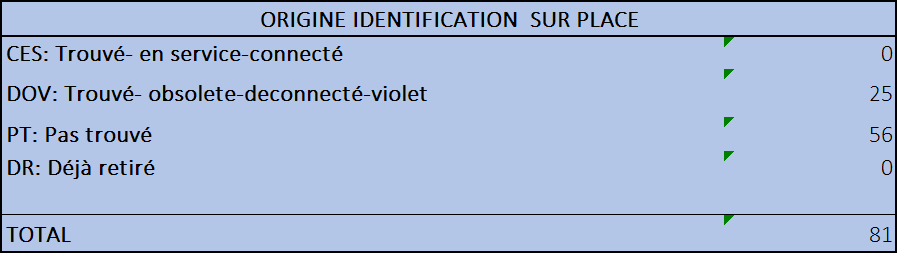 ORIGINE IDENTIFICATION  SUR PLACE
CES: Trouvé- en service-connecté 0
DOV: Trouvé- obsolete-deconnecté-violet 25
PT: Pas trouvé 56
DR: Déjà retiré 0
TOTAL 81